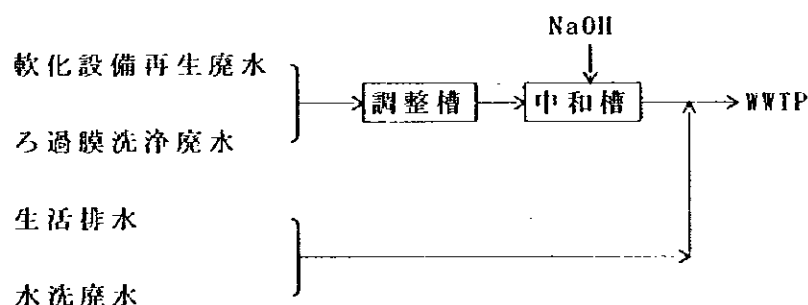 NaOH
軟化設備再生廃水
調整槽
中和槽
WWTP
ろ過膜洗浄廃水
生活排水
水洗廃水